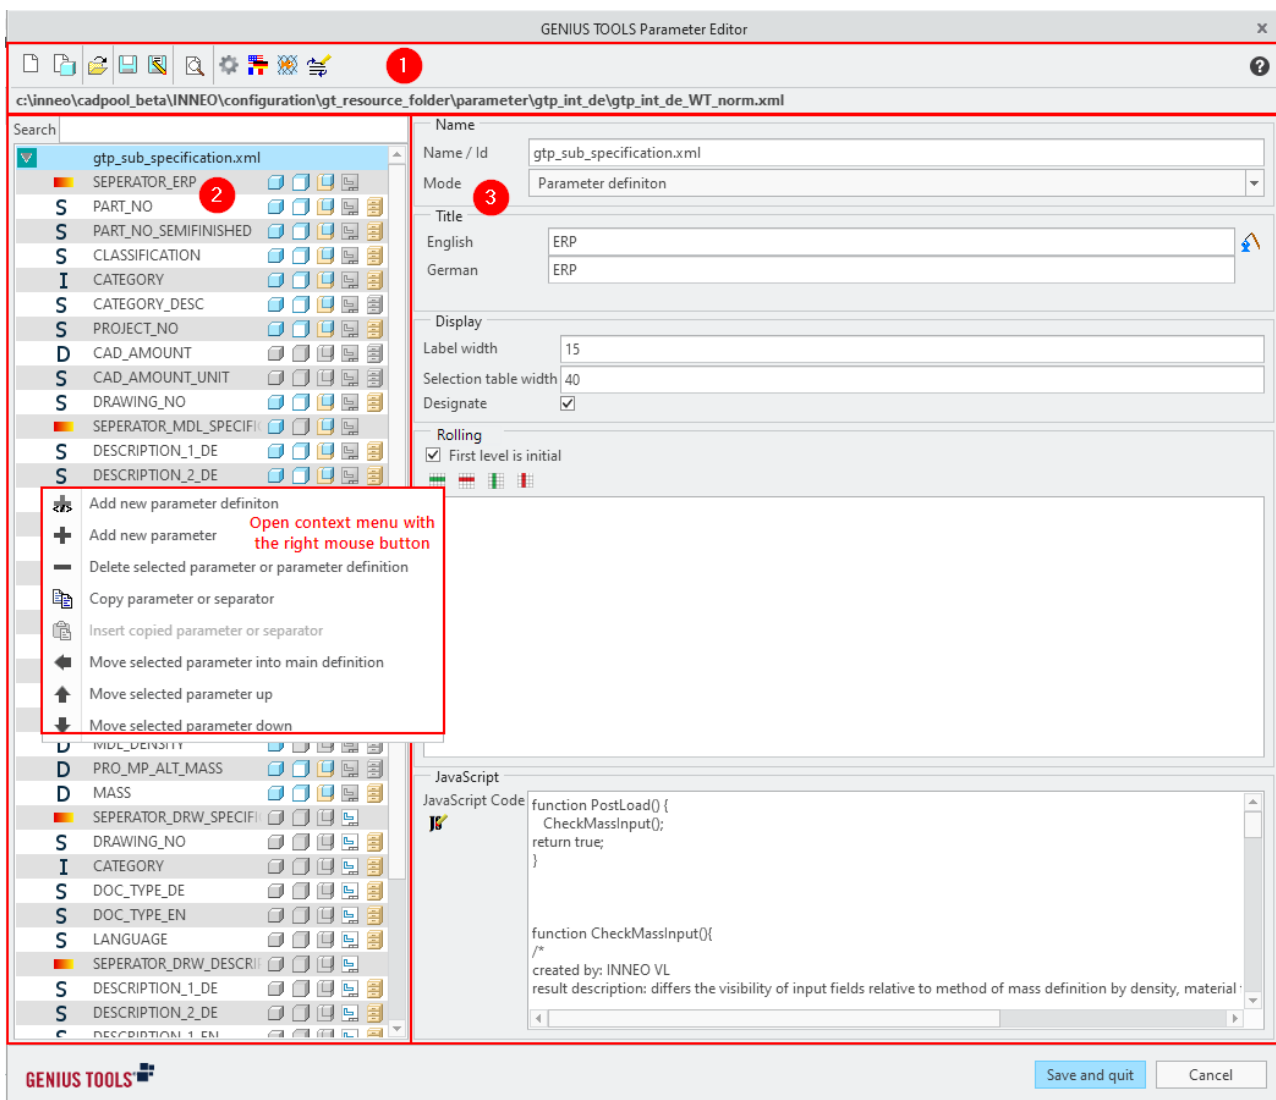 GENIUS TOOLS Parameter Editor
1
c:\inneo\cadpool_beta\INNEO\configuration\gt_resource_folder\parameter\gtp_int_de\gtp_int_de_WT_norm.xml
Search
gtp_sub_specification.xml
SEPERATOR_ERP
2
S PART_NO
S PART_NO_SEMIFINISHED
S CLASSIFICATION
I CATEGORY
S CATEGORY_DESC
S PROJECT_NO
D CAD_AMOUNT
S CAD_AMOUNT_UNIT
S DRAWING_NO
SEPERATOR_MDL_SPECIFI
S DESCRIPTION_1_DE
S DESCRIPTION_2_DE
Add new parameter definiton
Add new parameter
Open context menu with
the right mouse button
Delete selected parameter or parameter definition
Copy parameter or separator
Insert copied parameter or separator
Move selected parameter into main definition
Move selected parameter up
Move selected parameter down
D MDL_DENSITY
D PRO_MP_ALT_MASS
D MASS
SEPERATOR_DRW_SPECIFI
S DRAWING_NO
I CATEGORY
S DOC_TYPE_DE
S DOC_TYPE_EN
S LANGUAGE
SEPERATOR_DRW_DESCRI
S DESCRIPTION_1_DE
S DESCRIPTION_2_DE
S DESCRIPTION_1_EN
Name
Name / Id gtp_sub_specification.xml
Mode Parameter definiton
3
Title
English ERP
German ERP
Display
Label width 15
Selection table width 40
Designate
Rolling
First level is initial
JavaScript
JavaScript Code
function PostLoad() {
CheckMassInput();
return true;
}
function CheckMassInput(){
/*
created by: INNEO VL
result description: differs the visibility of input fields relative to method of mass definition by density, material
GENIUS TOOLS
Save and quit
Cancel